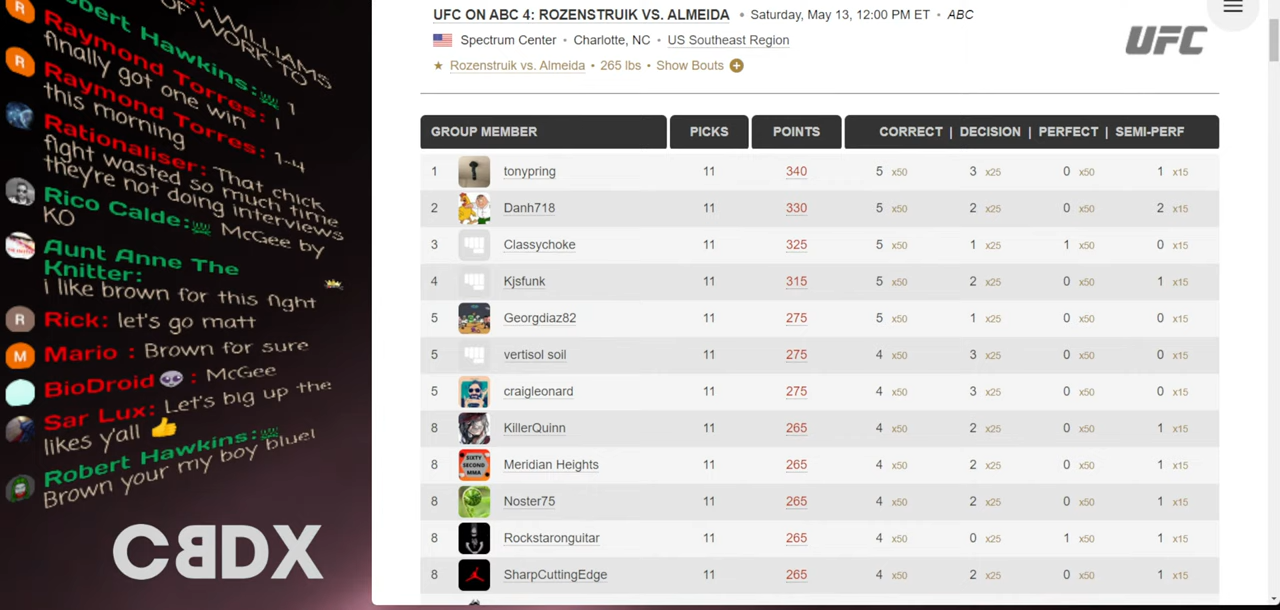 WILLIAMS
OF WORK TO
Robert Hawkins: 1
Raymond Torres:
finally got one win
this morning
Raymond Torres: 1-4
Rationaliser: That chick
fight wasted so much time
they're not doing interviews
Rico Calde: McGee by
KO
Aunt Anne The
Knitter:
i like brown for this fight
Rick: let's go matt
Mario : Brown for sure
BioDroid : McGee
Sar Lux: Let's big up the
likes y'all
Robert Hawkins:
Brown your my boy blue!
CBDX
UFC ON ABC 4: ROZENSTRUIK VS. ALMEIDA • Saturday, May 13, 12:00 PM ET • ABC
Spectrum Center • Charlotte, NC • US Southeast Region
Rozenstruik vs. Almeida • 265 lbs • Show Bouts
UFC
GROUP MEMBER PICKS POINTS CORRECT | DECISION | PERFECT | SEMI-PERF
1 tonypring 11 340 5 x50 3 x25 0 x50 1 x15
2 Danh718 11 330 5 x50 2 x25 0 x50 2 x15
3 Classychoke 11 325 5 x50 1 x25 1 x50 0 x15
4 Kjsfunk 11 315 5 x50 2 x25 0 x50 1 x15
5 Georgdiaz82 11 275 5 x50 1 x25 0 x50 0 x15
5 vertisol soil 11 275 4 x50 3 x25 0 x50 0 x15
5 craigleonard 11 275 4 x50 3 x25 0 x50 0 x15
8 KillerQuinn 11 265 4 x50 2 x25 0 x50 1 x15
8 Meridian Heights 11 265 4 x50 2 x25 0 x50 1 x15
8 Noster75 11 265 4 x50 2 x25 0 x50 1 x15
8 Rockstaronguitar 11 265 4 x50 0 x25 1 x50 1 x15
8 SharpCuttingEdge 11 265 4 x50 2 x25 0 x50 1 x15